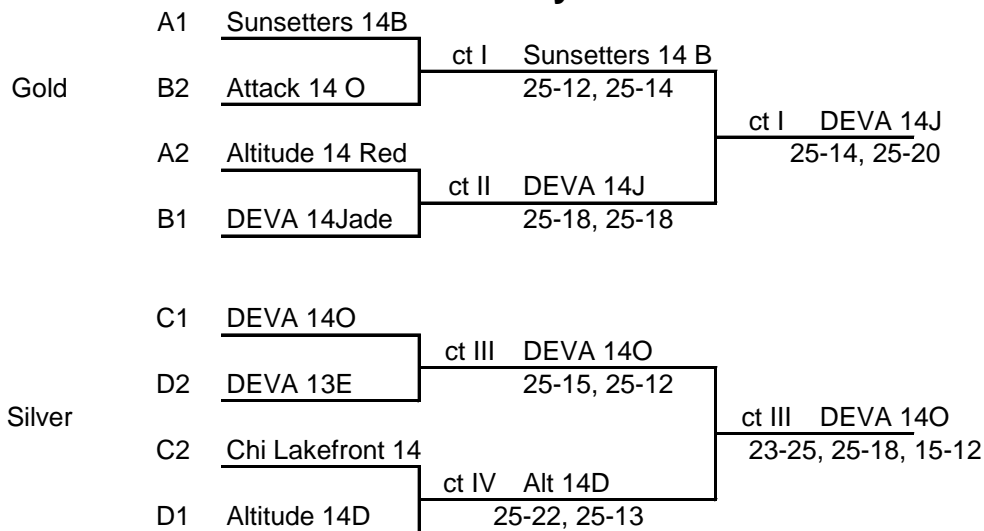 A1 Sunsetters 14B
ct I Sunsetters 14 B
Gold B2 Attack 14 O 25-12, 25-14
ct I DEVA 14J
A2 Altitude 14 Red 25-14, 25-20
ct II DEVA 14J
B1 DEVA 14Jade 25-18, 25-18
C1 DEVA 14O
ct III DEVA 14O
D2 DEVA 13E 25-15, 25-12
Silver ct III DEVA 14O
C2 Chi Lakefront 14 23-25, 25-18, 15-12
ct IV Alt 14D
D1 Altitude 14D 25-22, 25-13